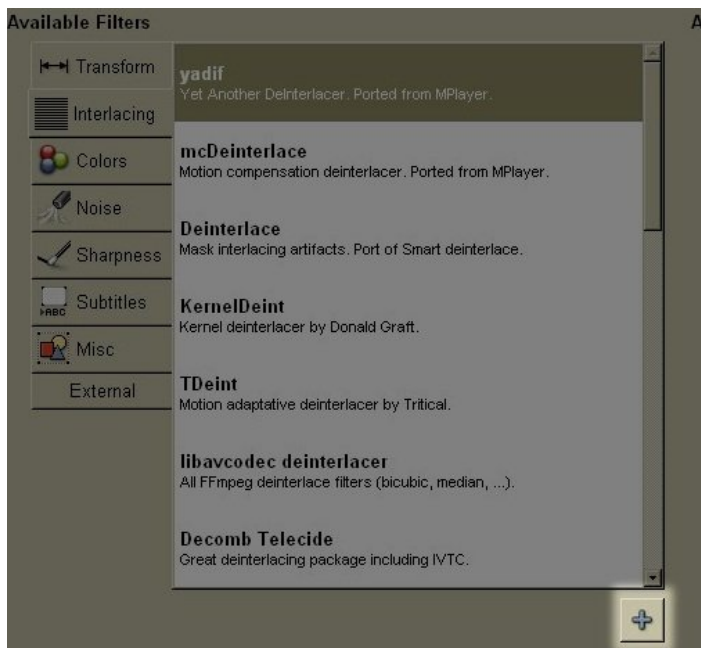 Available Filters
A
Transform
Interlacing
Colors
Noise
Sharpness
ABC
Subtitles
Misc
External
yadif
Yet Another DeInterlacer. Ported from MPlayer.
mcDeinterlace
Motion compensation deinterlacer. Ported from MPlayer.
Deinterlace
Mask interlacing artifacts. Port of Smart deinterlace.
KernelDeint
Kernel deinterlacer by Donald Graft.
TDeint
Motion adaptative deinterlacer by Tritical.
libavcodec deinterlacer
All FFmpeg deinterlace filters (bicubic, median, ...).
Decomb Telecide
Great deinterlacing package including IVTC.